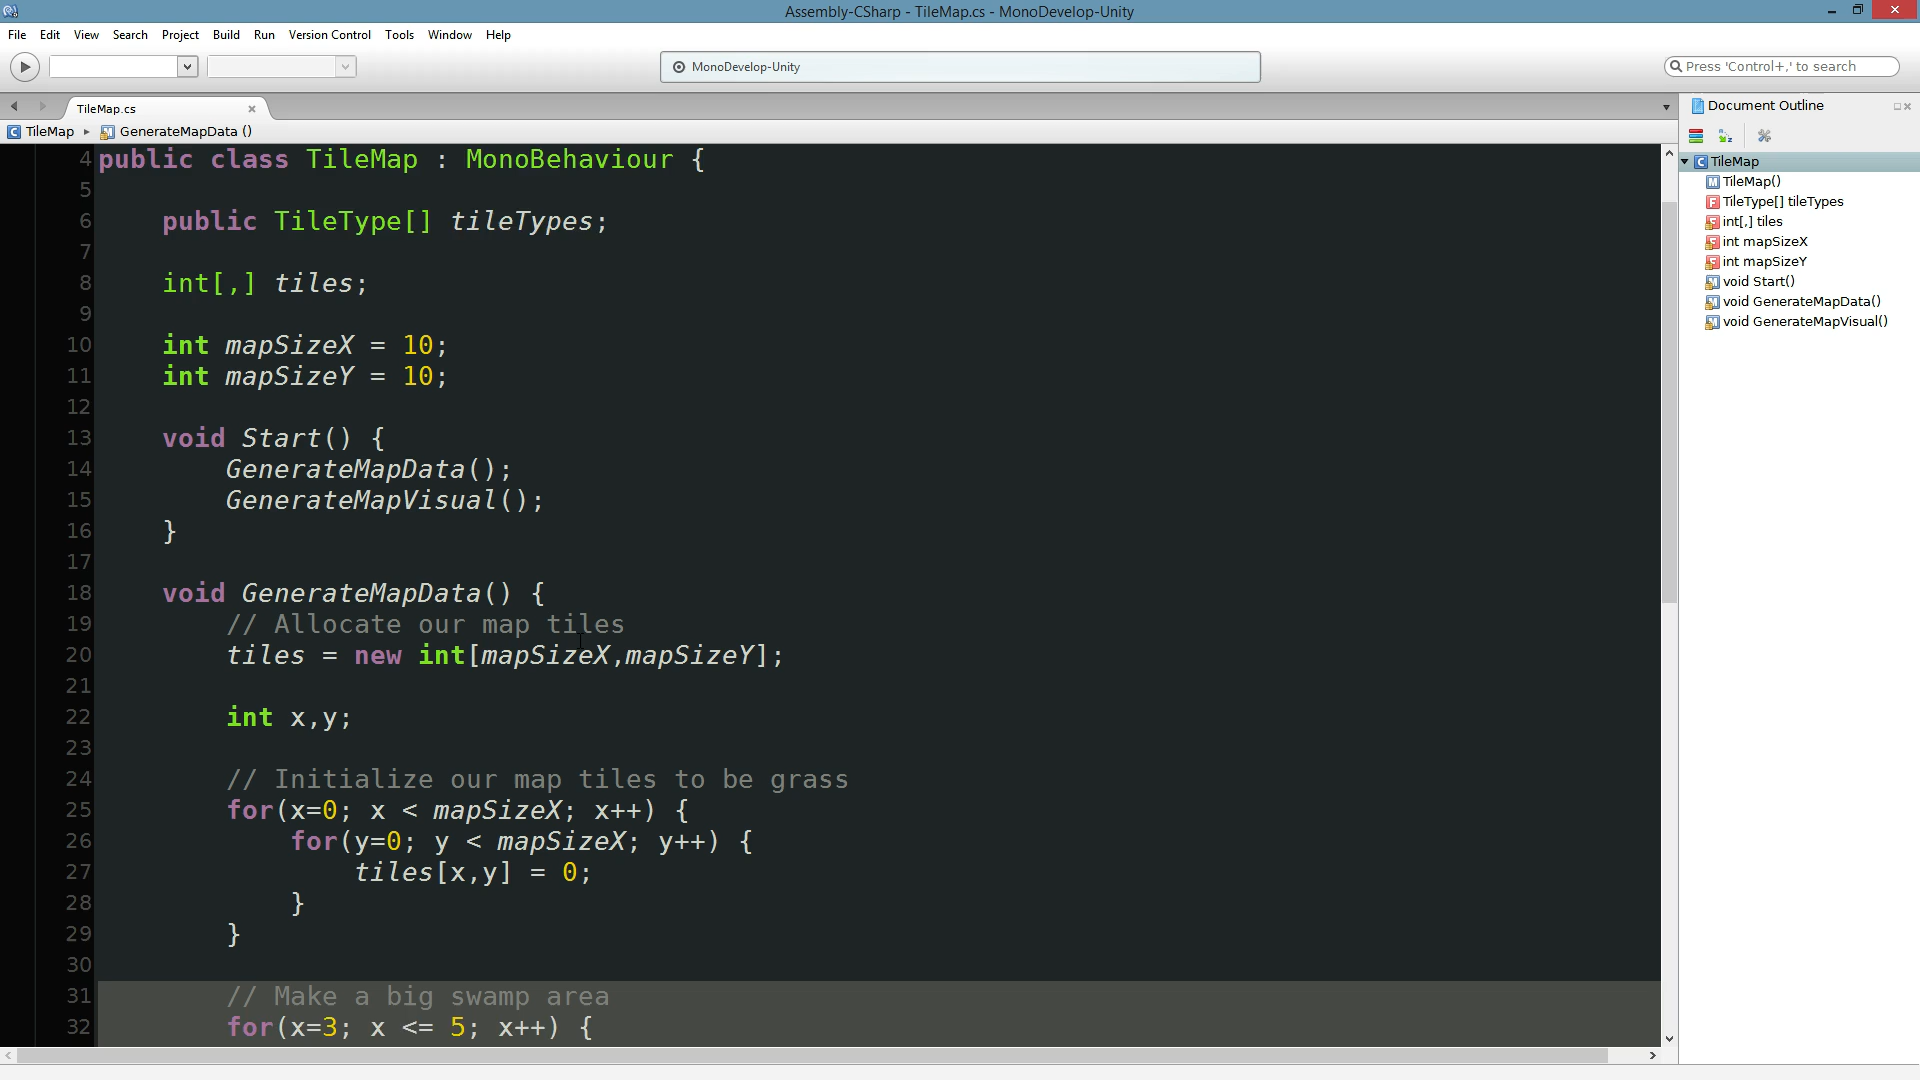 Assembly-CSharp - TileMap.cs - MonoDevelop-Unity
File Edit View Search Project Build Run Version Control Tools Window Help
MonoDevelop-Unity
Press 'Control+,' to search
TileMap.cs
TileMap GenerateMapData ()
4 public class TileMap : MonoBehaviour {
5
6 public TileType[] tileTypes;
7
8 int[,] tiles;
9
10 int mapSizeX = 10;
11 int mapSizeY = 10;
12
13 void Start() {
14 GenerateMapData();
15 GenerateMapVisual();
16 }
17
18 void GenerateMapData() {
19 // Allocate our map tiles
20 tiles = new int[mapSizeX,mapSizeY];
21
22 int x,y;
23
24 // Initialize our map tiles to be grass
25 for(x=0; x < mapSizeX; x++) {
26 for(y=0; y < mapSizeX; y++) {
27 tiles[x,y] = 0;
28 }
29 }
30
31 // Make a big swamp area
32 for(x=3; x <= 5; x++) {
Document Outline
TileMap
TileMap()
TileType[] tileTypes
int[,] tiles
int mapSizeX
int mapSizeY
void Start()
void GenerateMapData()
void GenerateMapVisual()